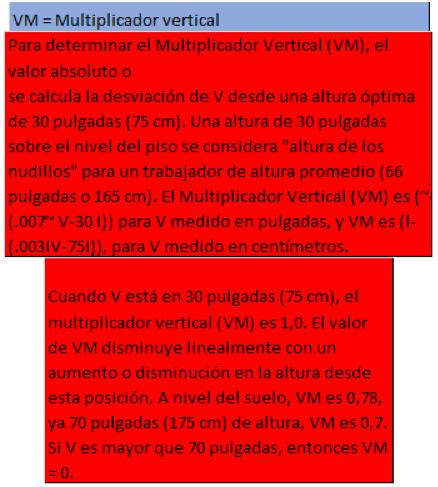 VM = Multiplicador vertical
Para determinar el Multiplicador Vertical (VM), el
valor absoluto o
se calcula la desviación de V desde una altura óptima
de 30 pulgadas (75 cm). Una altura de 30 pulgadas
sobre el nivel del piso se considera "altura de los
nudillos" para un trabajador de altura promedio (66
pulgadas o 165 cm). El Multiplicador Vertical (VM) es (~-
(.007~ V-30 I)) para V medido en pulgadas, y VM es (l-
(.003IV-75I)), para V medido en centímetros.
Cuando V está en 30 pulgadas (75 cm), el
multiplicador vertical (VM) es 1,0. El valor
de VM disminuye linealmente con un
aumento o disminución en la altura desde
esta posición. A nivel del suelo, VM es 0,78,
ya 70 pulgadas (175 cm) de altura, VM es 0,7.
Si V es mayor que 70 pulgadas, entonces VM
= 0.